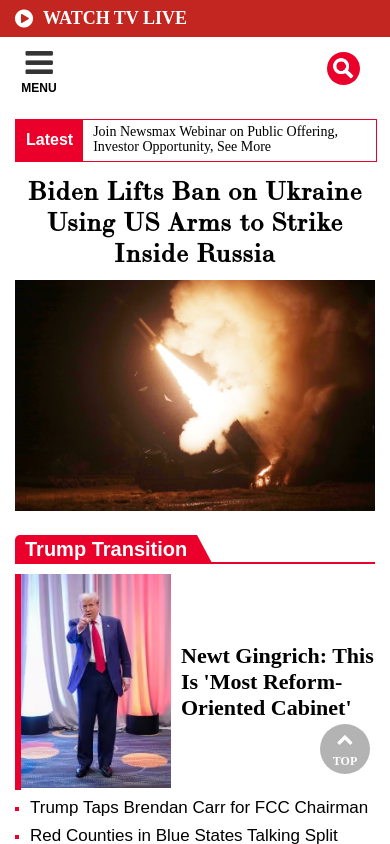 WATCH TV LIVE
MENU
Latest
Join Newsmax Webinar on Public Offering,
Investor Opportunity, See More
Biden Lifts Ban on Ukraine
Using US Arms to Strike
Inside Russia
Trump Transition
Newt Gingrich: This
Is 'Most Reform-
Oriented Cabinet'
TOP
Trump Taps Brendan Carr for FCC Chairman
Red Counties in Blue States Talking Split